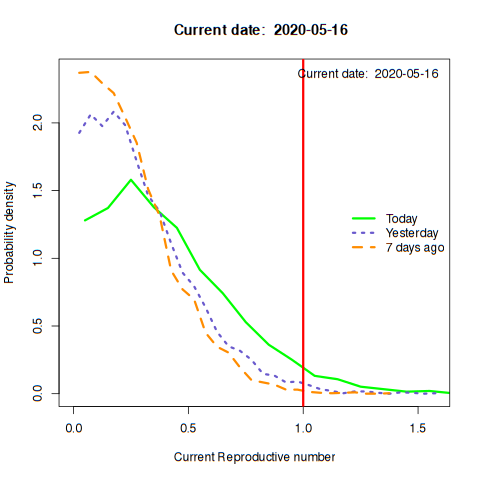 Current date:  2020-05-16
Current date:  2020-05-16
Probability density
2.0
1.5
1.0
0.5
0.0
Today
Yesterday
7 days ago
0.0 0.5 1.0 1.5
Current Reproductive number